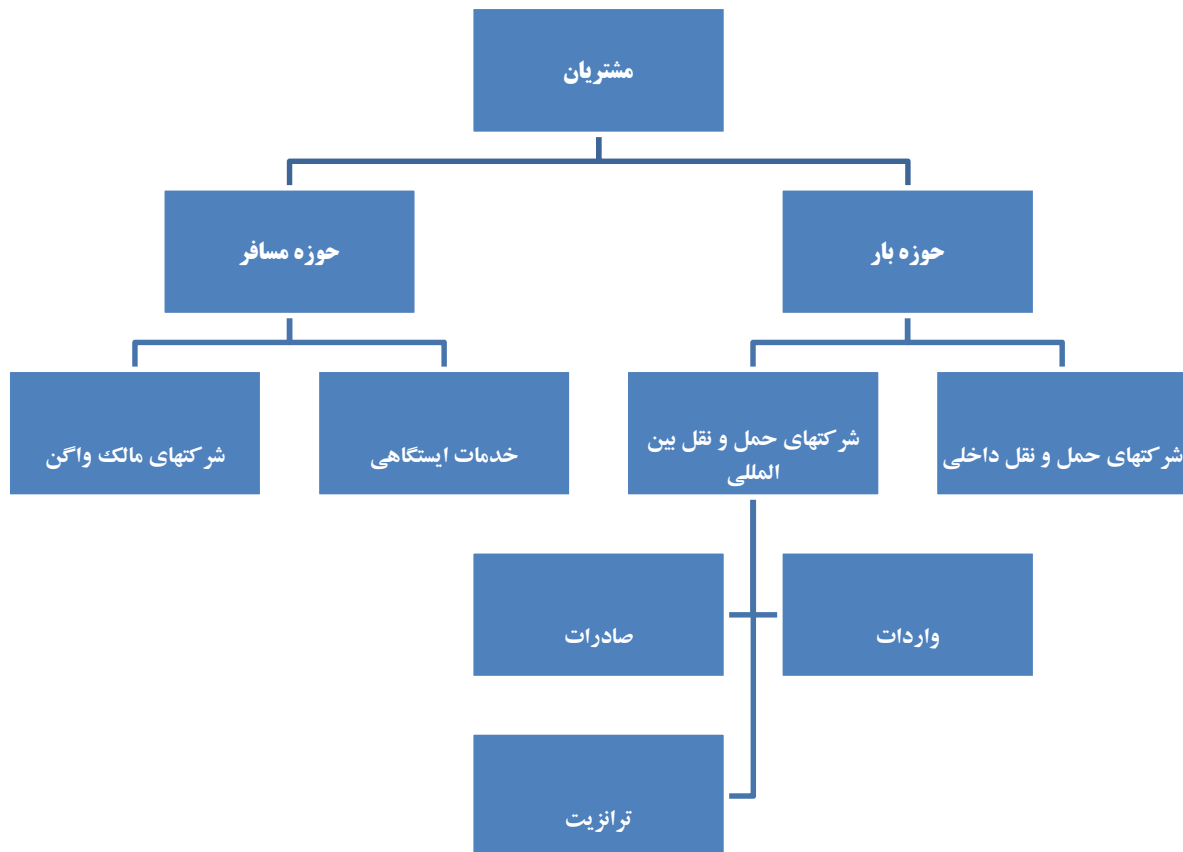 مشتریان
حوزه بار
حوزه مسافر
شرکتهای حمل و نقل داخلی
شرکتهای حمل و نقل بین
المللی
خدمات ایستگاهی
شرکتهای مالک واگن
واردات
صادرات
ترانزیت